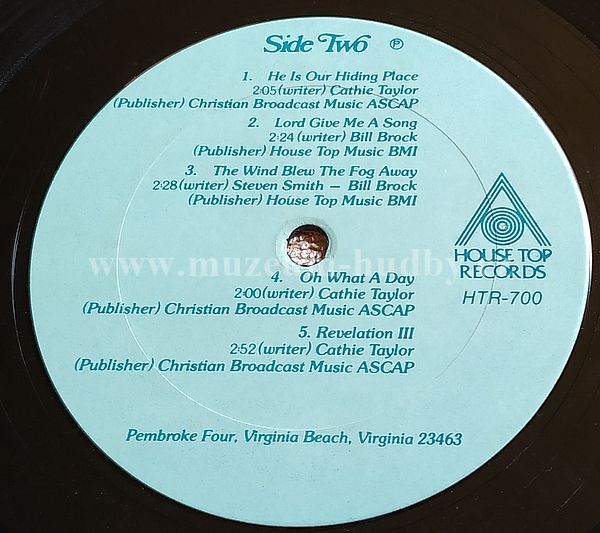 Side Two ℗
1. He Is Our Hiding Place
2:05 (writer) Cathie Taylor
(Publisher) Christian Broadcast Music ASCAP
2. Lord Give Me A Song
2:24 (writer) Bill Brock
(Publisher) House Top Music BMI
3. The Wind Blew The Fog Away
2:28 (writer) Steven Smith — Bill Brock
(Publisher) House Top Music BMI
HOUSE TOP
RECORDS
HTR-700
4. Oh What A Day
2:00 (writer) Cathie Taylor
(Publisher) Christian Broadcast Music ASCAP
5. Revelation III
2:52 (writer) Cathie Taylor
(Publisher) Christian Broadcast Music ASCAP
Pembroke Four, Virginia Beach, Virginia 23463